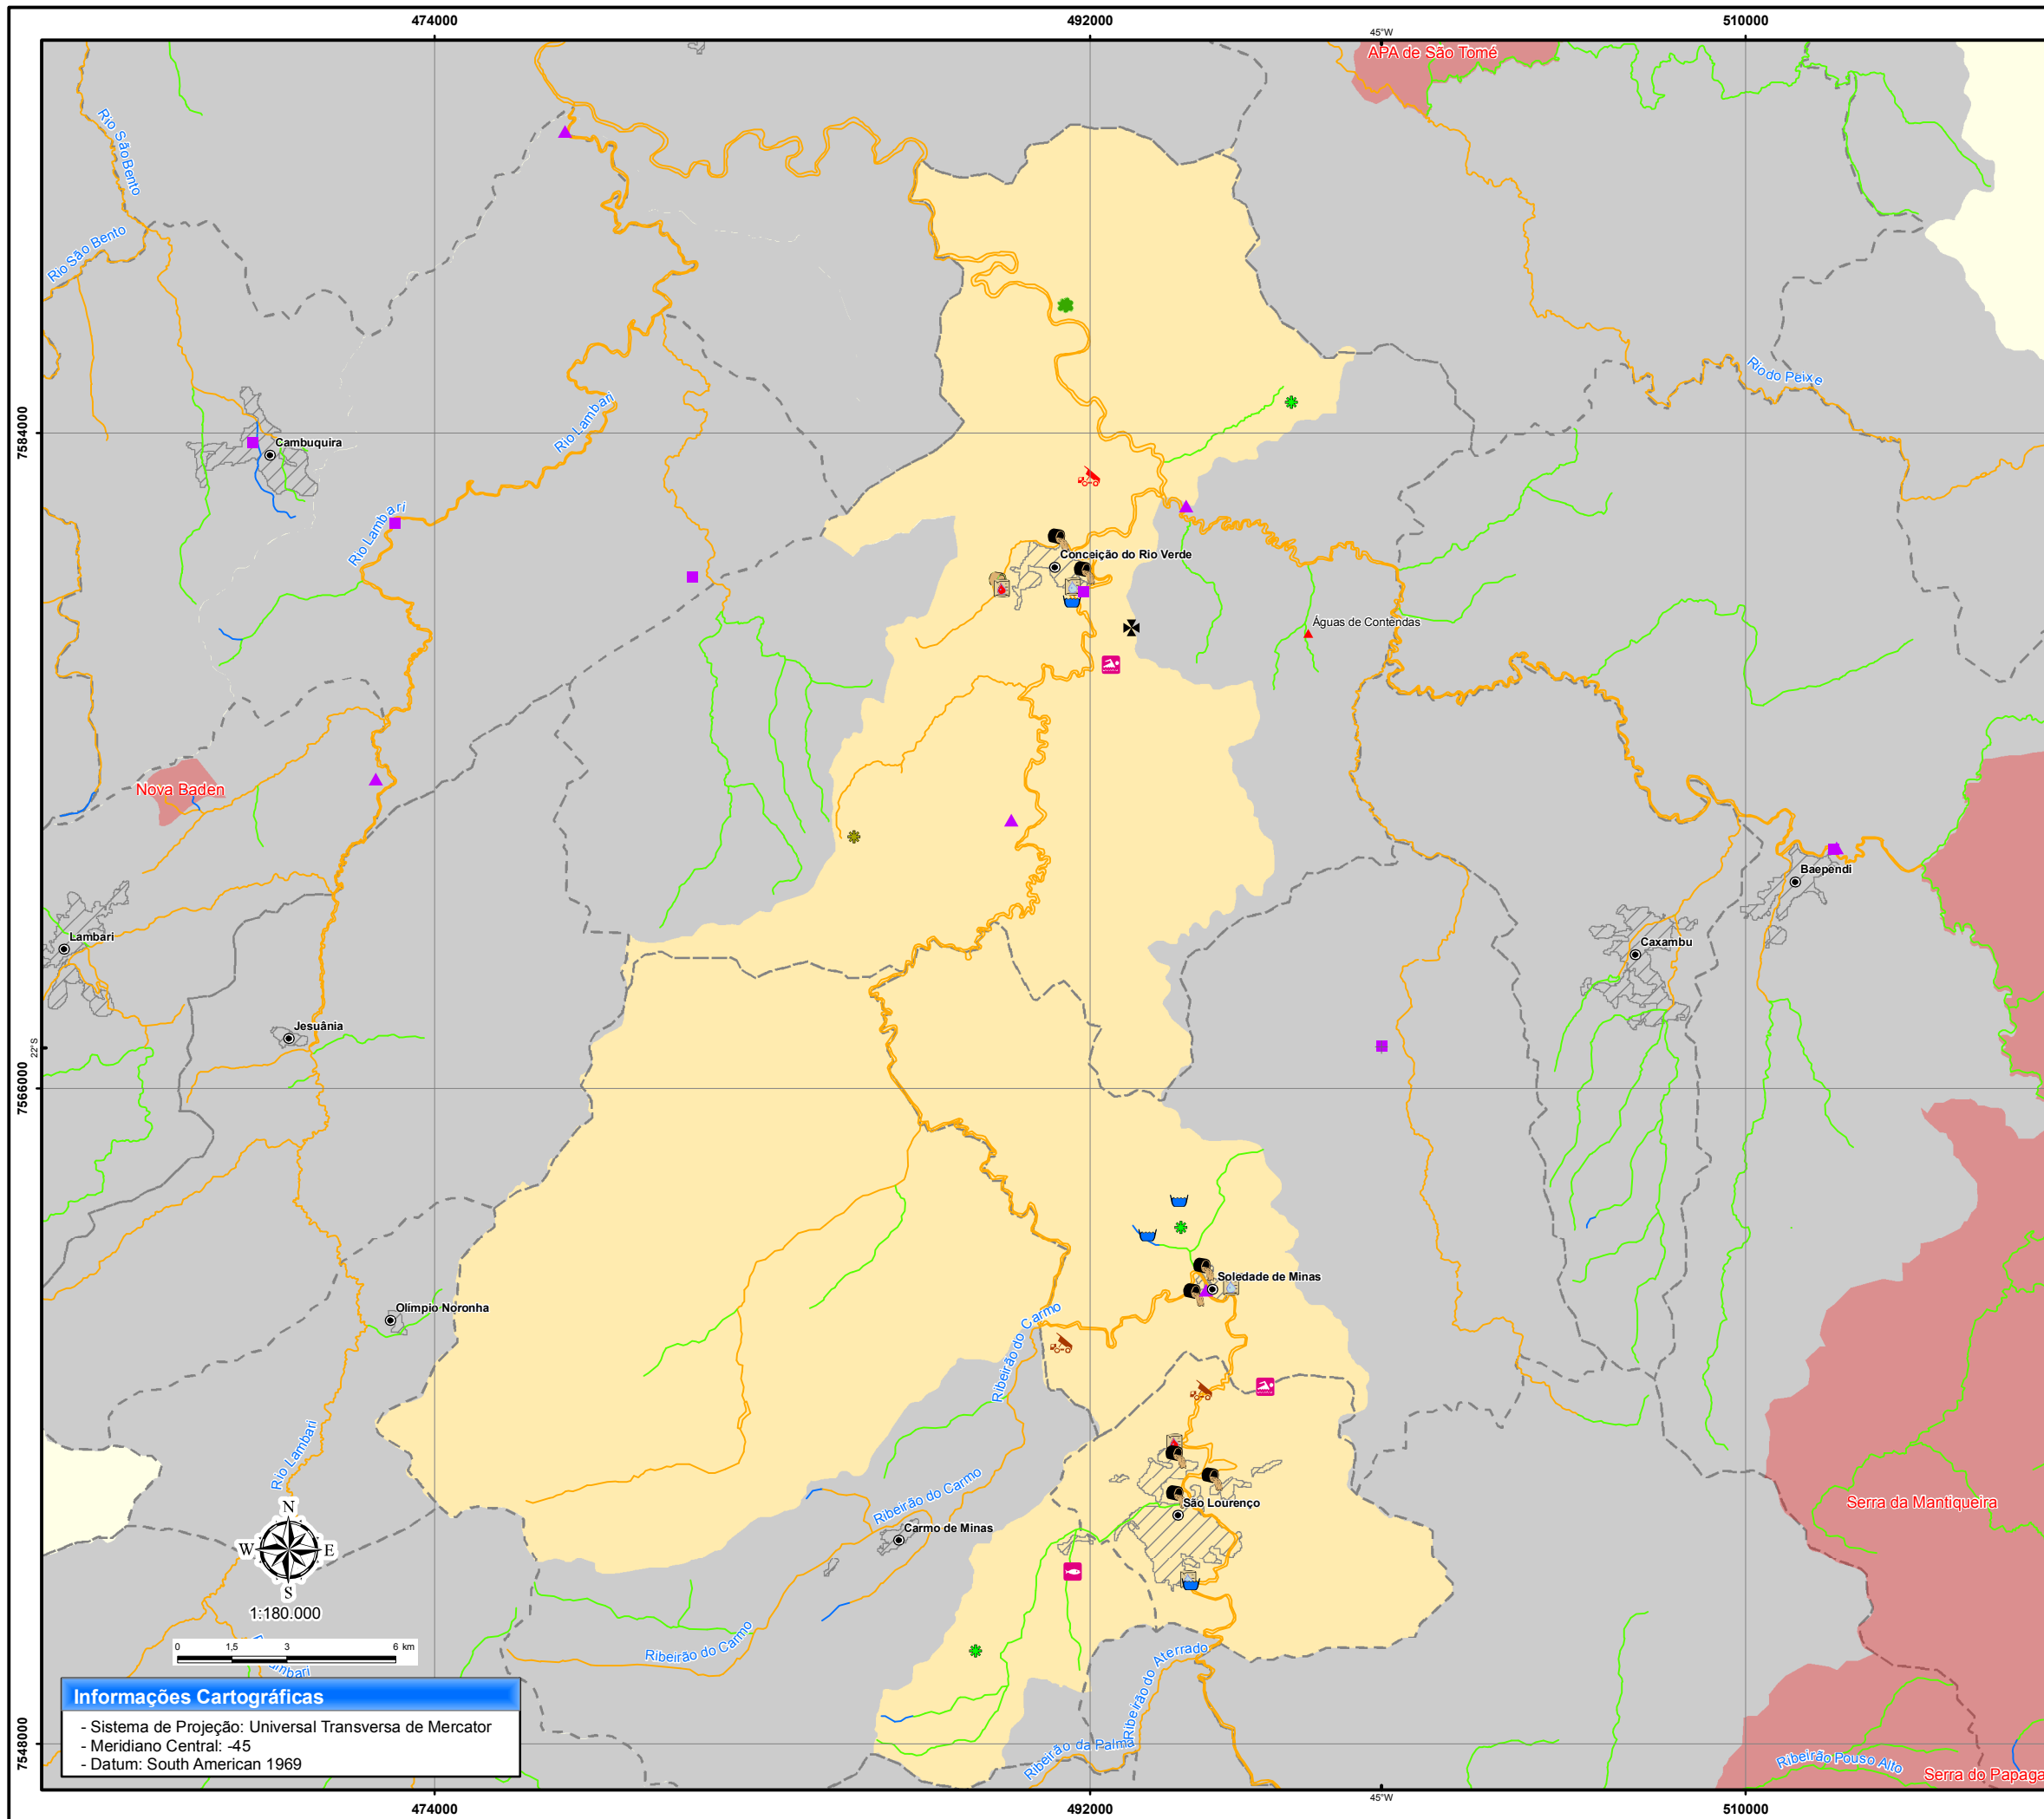 474000
492000
510000
45°W
APA de São Tomé
Rio São Bento
Rio São Bento
Rio do Peixe
7584000
Cambuquira
Rio Lambari
Rio Lambari
Conceição do Rio Verde
Águas de Contendas
Nova Baden
Baependi
Lambari
Caxambu
Jesuânia
22°S
7566000
Soledade de Minas
Olímpio Noronha
Ribeirão do Carmo
Rio Lambari
Ribeirão do Carmo
São Lourenço
Serra da Mantiqueira
Carmo de Minas
N
W E
S
1:180.000
0 1,5 3 6 km
Ribeirão do Carmo
Ribeirão do Aterrado
Informações Cartográficas
- Sistema de Projeção: Universal Transversa de Mercator
- Meridiano Central: -45
- Datum: South American 1969
7548000
Ribeirão da Palma
Ribeirão Pouso Alto
Serra do Papaga
474000
492000
45°W
510000